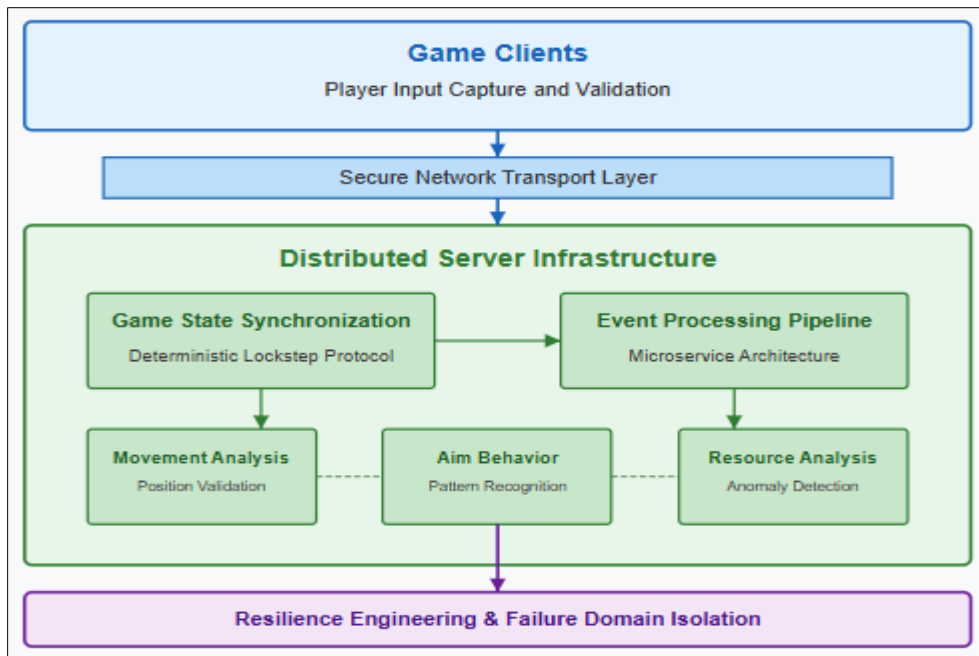 Game Clients
Player Input Capture and Validation
Secure Network Transport Layer
Distributed Server Infrastructure
Game State Synchronization
Deterministic Lockstep Protocol
Event Processing Pipeline
Microservice Architecture
Movement Analysis
Position Validation
Aim Behavior
Pattern Recognition
Resource Analysis
Anomaly Detection
Resilience Engineering & Failure Domain Isolation